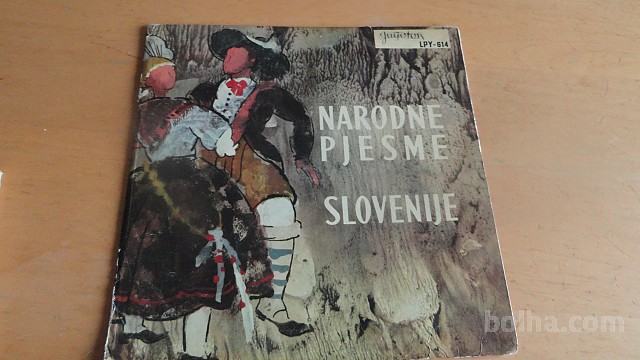 Jugoton
LPY-614
NARODNE
PJESME
SLOVENIJE
bolha.com